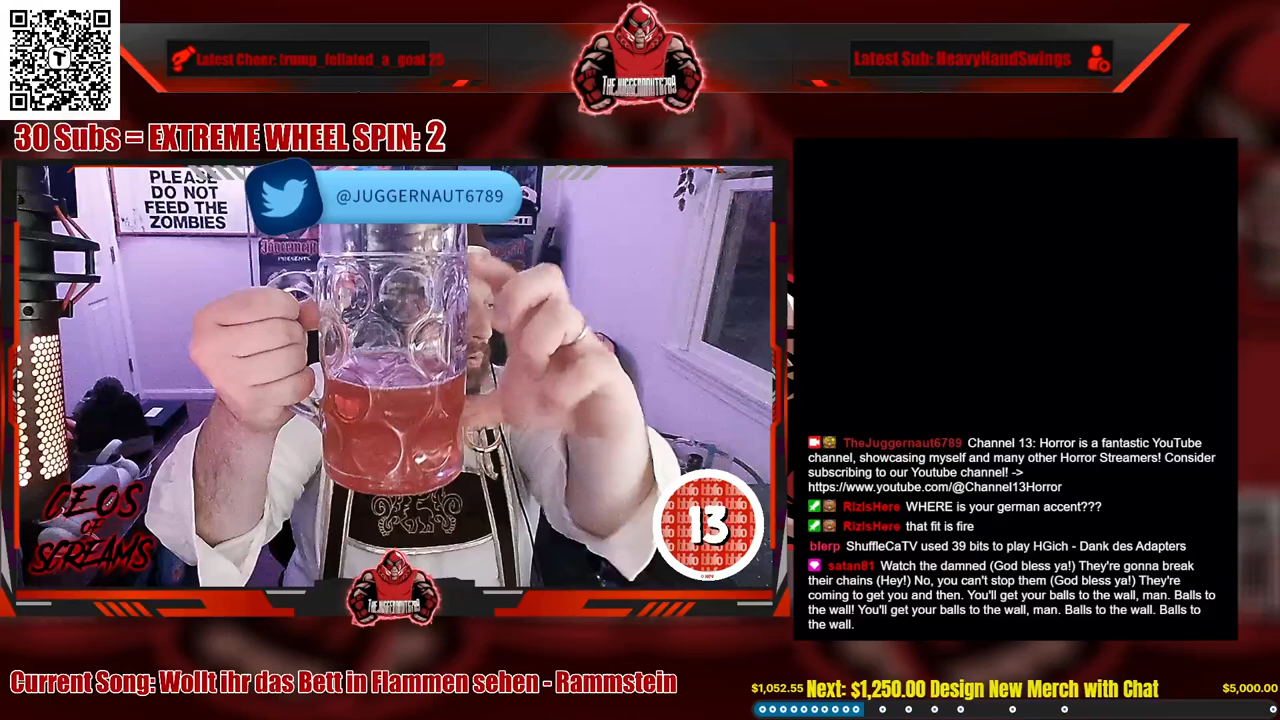 Latest Cheer: trump_fellated_a_goat 25
THEJUGGERNAUT6789
Latest Sub: HeavyHandSwings
30 Subs = EXTREME WHEEL SPIN: 2
PLEASE
DO NOT
FEED THE
ZOMBIES
@JUGGERNAUT6789
PRESENTS
CEOS
OF
SCREAMS
13
THEJUGGERNAUT6789
TheJuggernaut6789 Channel 13: Horror is a fantastic YouTube
channel, showcasing myself and many other Horror Streamers! Consider
subscribing to our Youtube channel! ->
https://www.youtube.com/@Channel13Horror
RizIsHere WHERE is your german accent???
RizIsHere that fit is fire
blerp ShuffleCaTV used 39 bits to play HGich - Dank des Adapters
satan81 Watch the damned (God bless ya!) They're gonna break
their chains (Hey!) No, you can't stop them (God bless ya!) They're
coming to get you and then. You'll get your balls to the wall, man. Balls to
the wall! You'll get your balls to the wall, man. Balls to the wall. Balls to
the wall.
Current Song: Wollt ihr das Bett in Flammen sehen - Rammstein
$1,052.55 Next: $1,250.00 Design New Merch with Chat $5,000.00